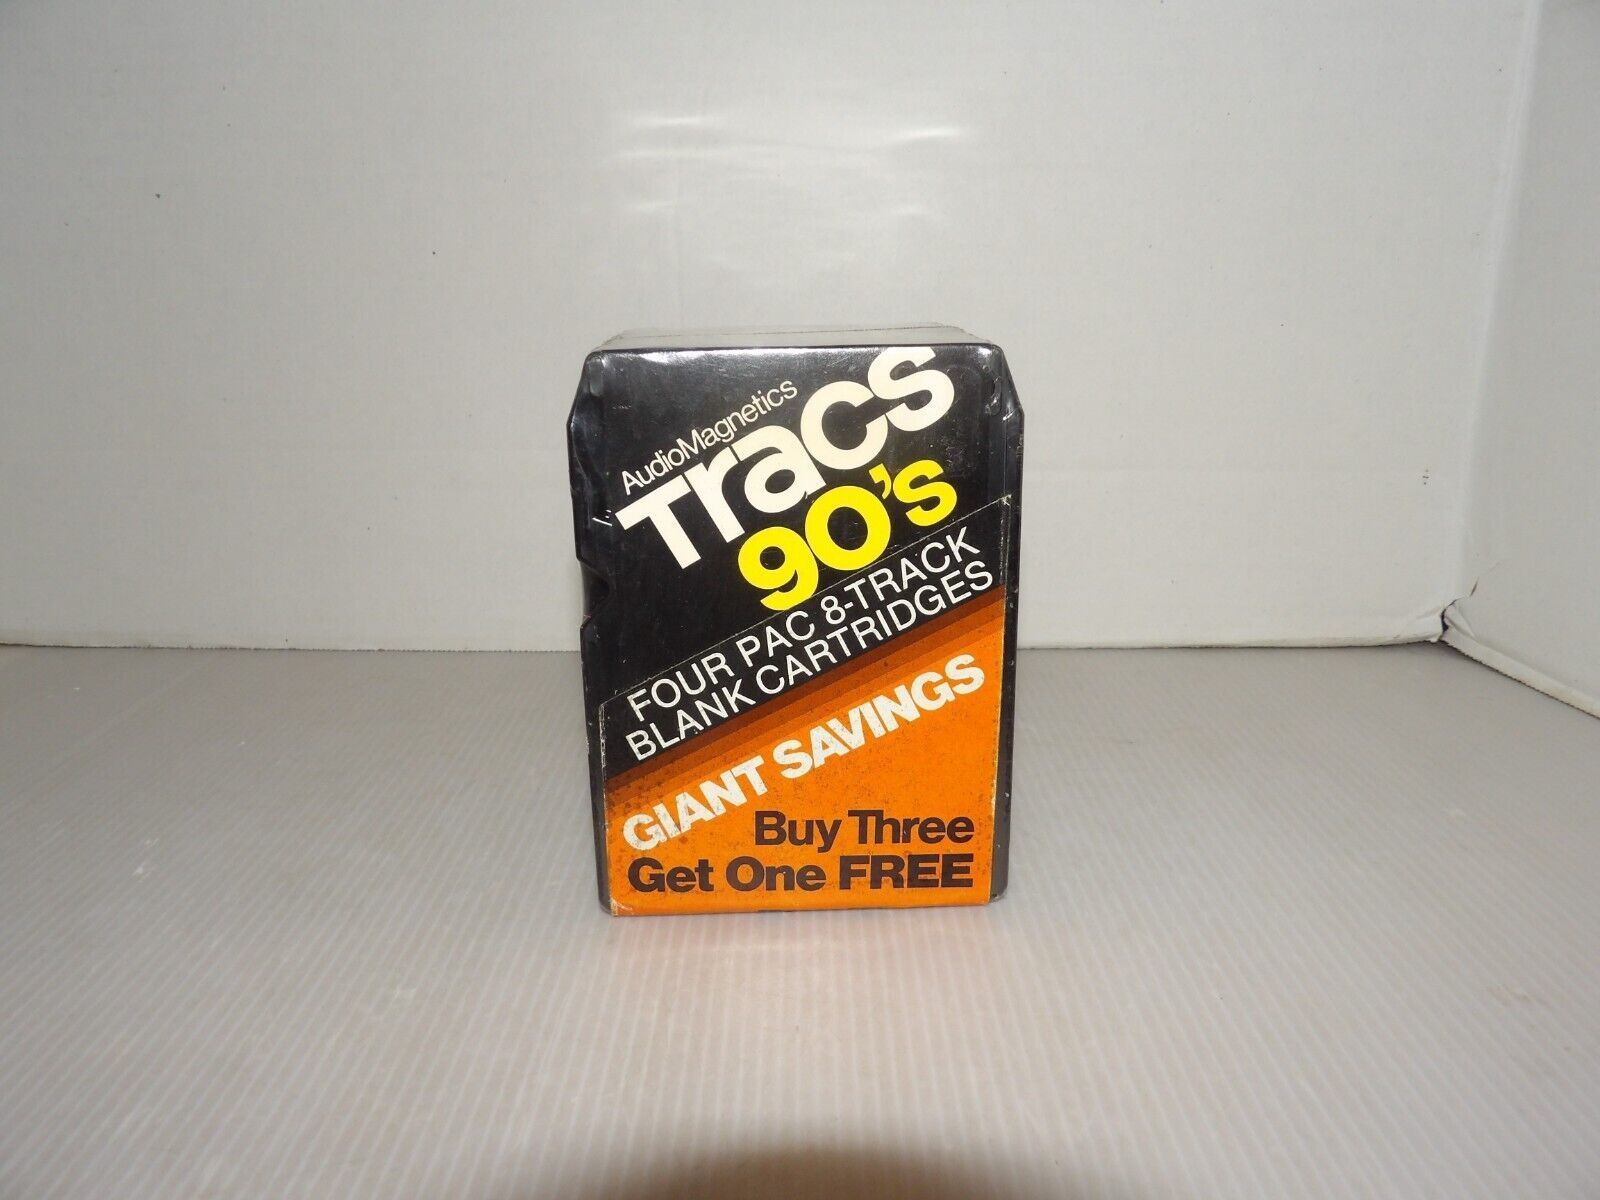 AudioMagnetics
Tracs
90's
FOUR PAC 8-TRACK
BLANK CARTRIDGES
GIANT SAVINGS
Buy Three
Get One FREE